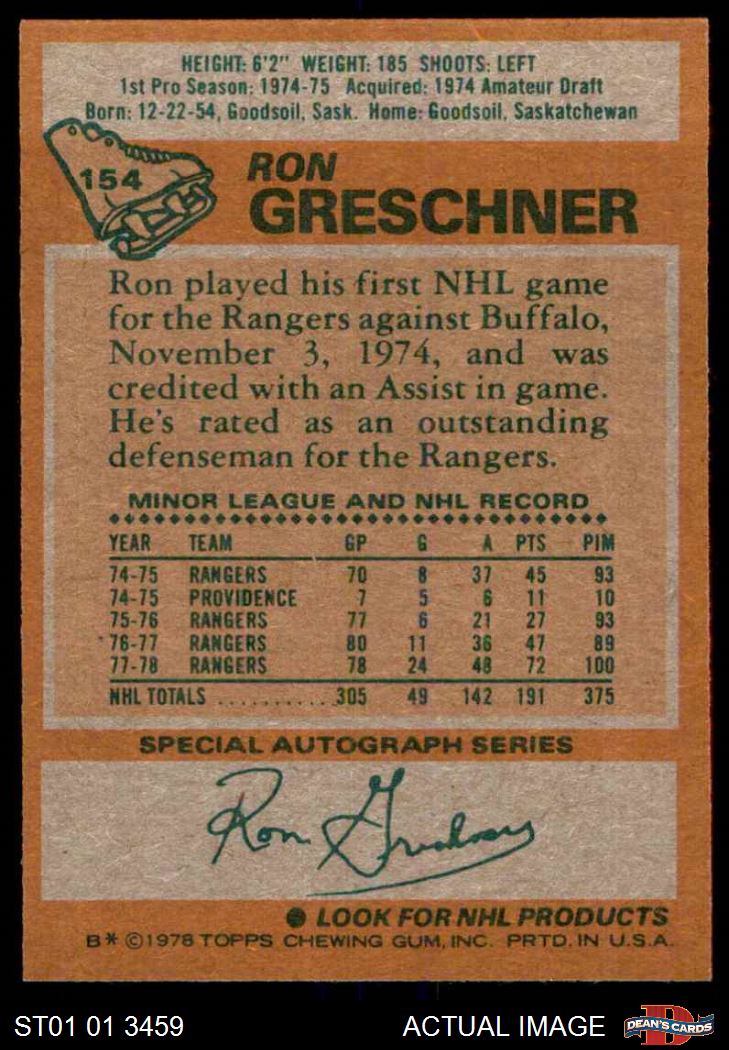 HEIGHT: 6'2" WEIGHT: 185 SHOOTS: LEFT
1st Pro Season: 1974-75 Acquired: 1974 Amateur Draft
Born: 12-22-54, Goodsoil, Sask. Home: Goodsoil, Saskatchewan
154
RON
GRESCHNER
Ron played his first NHL game
for the Rangers against Buffalo,
November 3, 1974, and was
credited with an Assist in game.
He's rated as an outstanding
defenseman for the Rangers.
MINOR LEAGUE AND NHL RECORD
YEAR TEAM GP G A PTS PIM
74-75 RANGERS 70 8 37 45 93
74-75 PROVIDENCE 7 5 6 11 10
75-76 RANGERS 77 6 21 27 93
76-77 RANGERS 80 11 36 47 89
77-78 RANGERS 78 24 48 72 100
NHL TOTALS ........... 305 49 142 191 375
SPECIAL AUTOGRAPH SERIES
Ron Greschner
LOOK FOR NHL PRODUCTS
B* ©1978 TOPPS CHEWING GUM, INC. PRTD. IN U.S.A.
ST01 01 3459 ACTUAL IMAGE DEAN'S CARDS